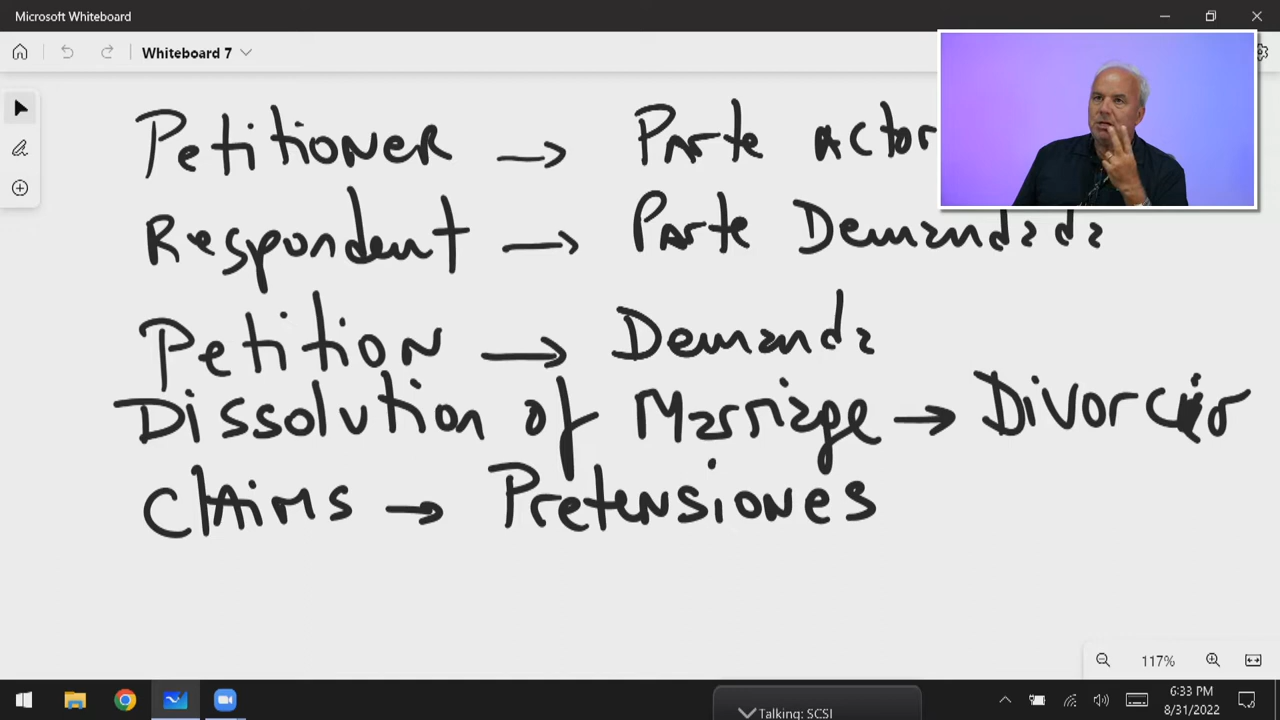 Microsoft Whiteboard
Whiteboard 7
Petitioner → Parte actor
Respondent → Parte Demandada
Petition → Demanda
Dissolution of Marriage → Divorcio
Claims → Pretensiones
117%
6:33 PM
8/31/2022
Talking: SCSI